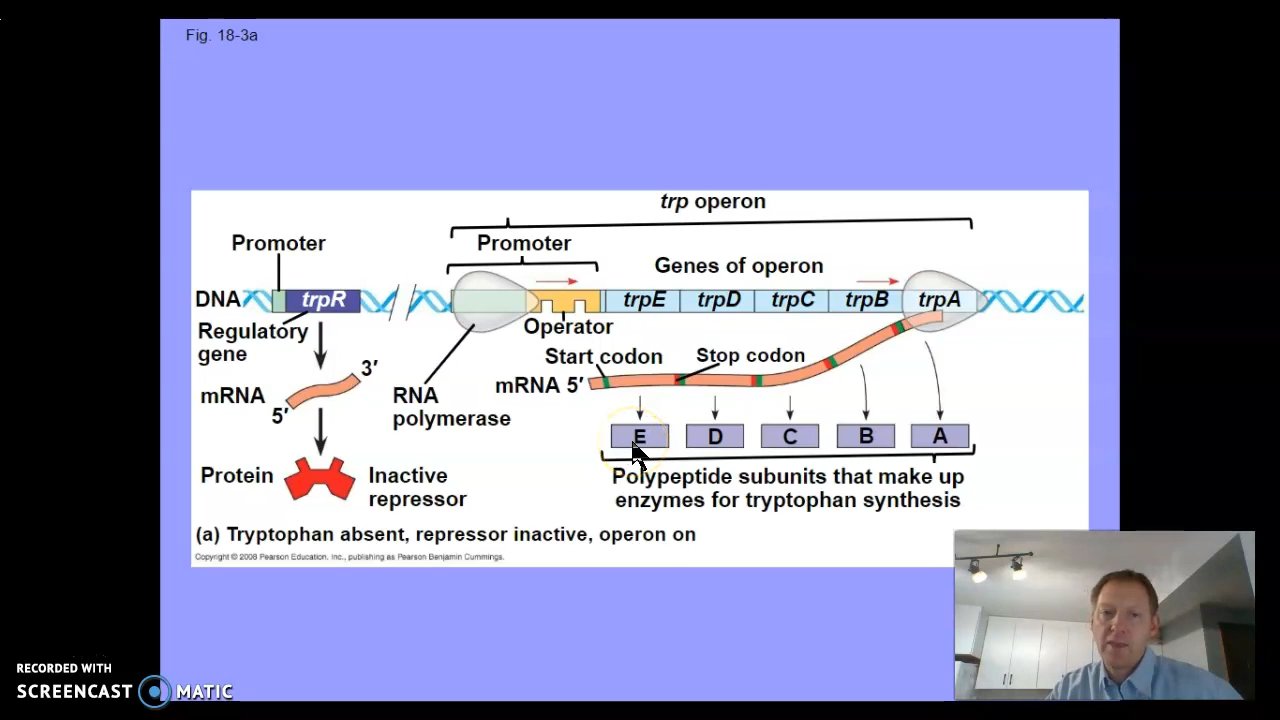 Fig. 18-3a
trp operon
Promoter
Promoter
Genes of operon
DNA
trpR
trpE
trpD
trpC
trpB
trpA
Regulatory
gene
Operator
Start codon
Stop codon
3′
mRNA
5′
RNA
polymerase
mRNA 5′
E
D
C
B
A
Protein
Inactive
repressor
Polypeptide subunits that make up
enzymes for tryptophan synthesis
(a) Tryptophan absent, repressor inactive, operon on
Copyright © 2008 Pearson Education, Inc., publishing as Pearson Benjamin Cummings.
RECORDED WITH
SCREENCAST MATIC